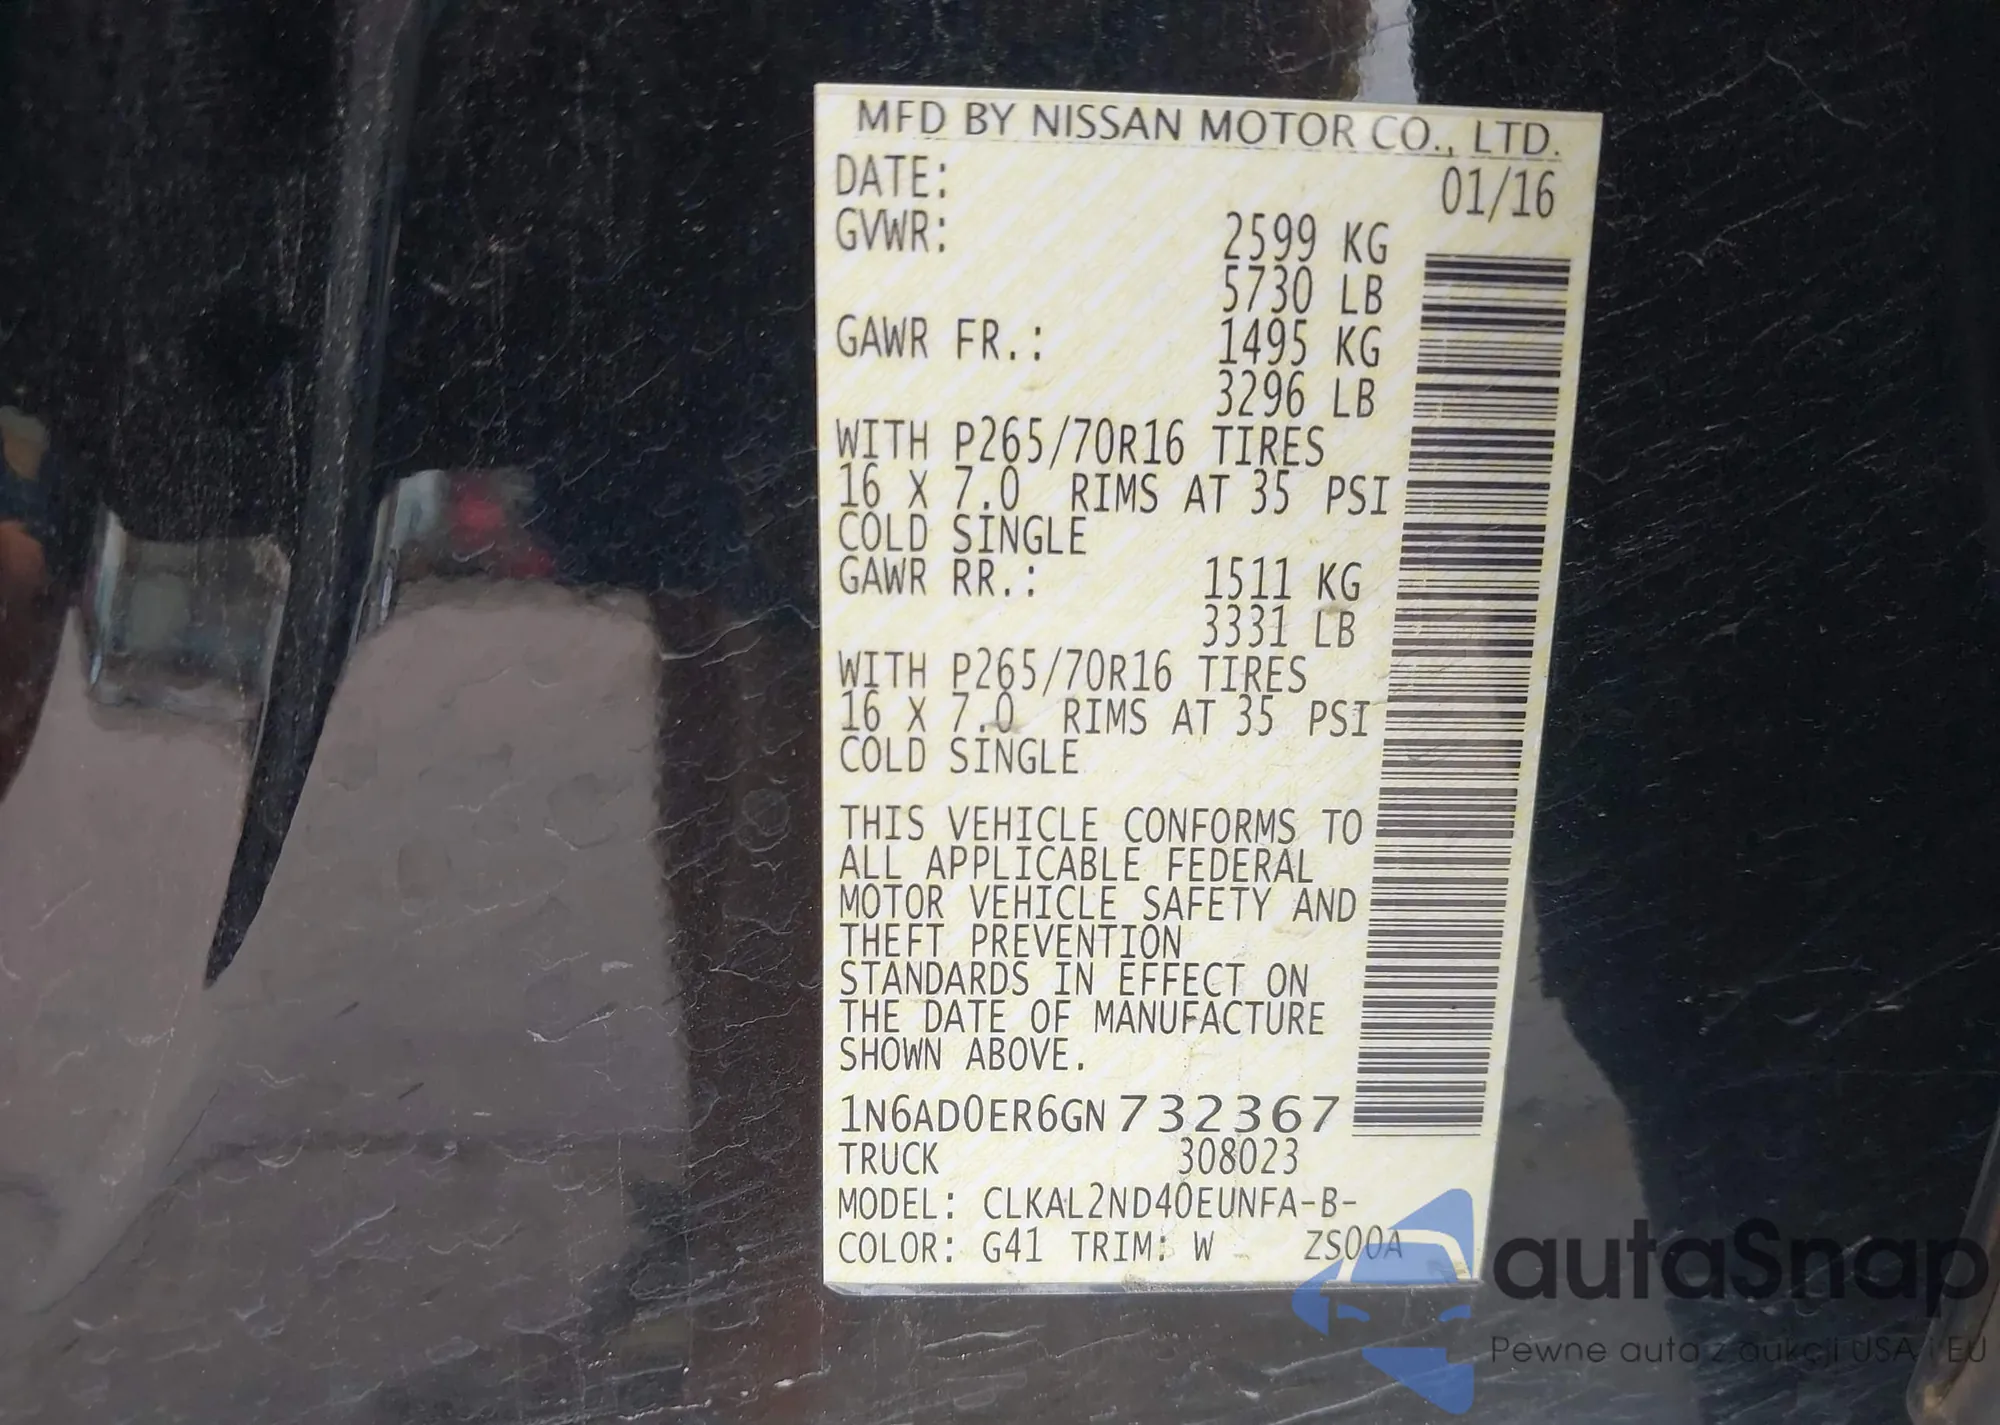 MFD BY NISSAN MOTOR CO., LTD.
DATE: 01/16
GVWR: 2599 KG
5730 LB
GAWR FR.: 1495 KG
3296 LB
WITH P265/70R16 TIRES
16 X 7.0 RIMS AT 35 PSI
COLD SINGLE
GAWR RR.: 1511 KG
3331 LB
WITH P265/70R16 TIRES
16 X 7.0 RIMS AT 35 PSI
COLD SINGLE
THIS VEHICLE CONFORMS TO
ALL APPLICABLE FEDERAL
MOTOR VEHICLE SAFETY AND
THEFT PREVENTION
STANDARDS IN EFFECT ON
THE DATE OF MANUFACTURE
SHOWN ABOVE.
1N6AD0ER6GN732367
TRUCK 308023
MODEL: CLKAL2ND40EUNFA-B-
COLOR: G41 TRIM: W ZS00A
autaSnap
Pewne auta z aukcji USA i EU